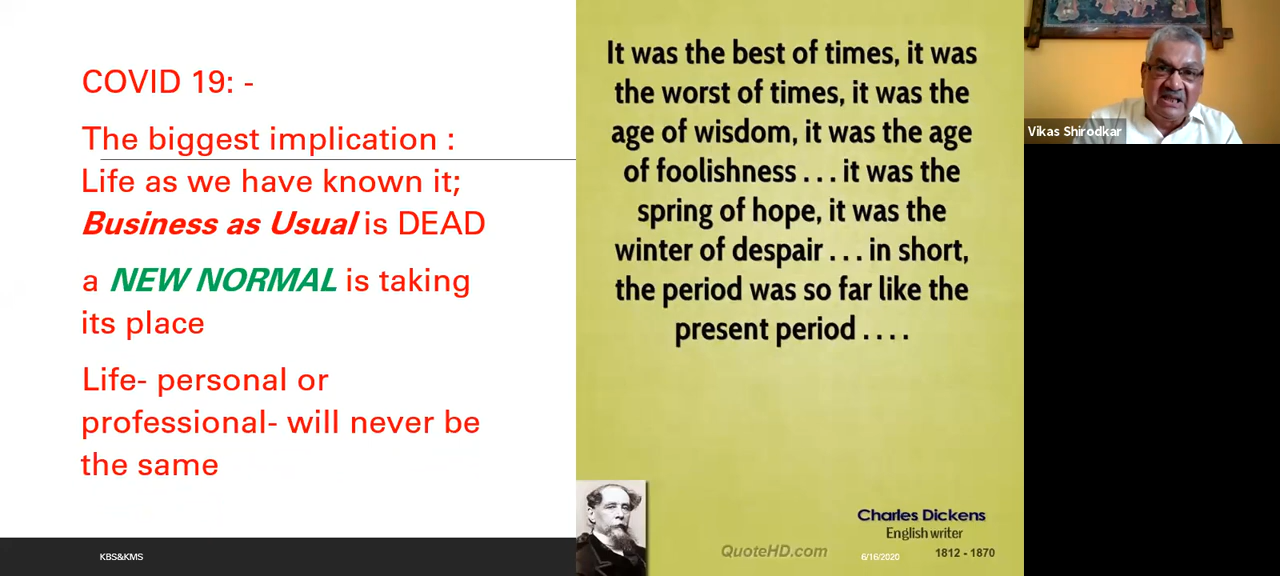 COVID 19: -
The biggest implication :
Life as we have known it;
Business as Usual is DEAD
a NEW NORMAL is taking
its place
Life- personal or
professional- will never be
the same
KBS&KMS
It was the best of times, it was
the worst of times, it was the
age of wisdom, it was the age
of foolishness . . . it was the
spring of hope, it was the
winter of despair . . . in short,
the period was so far like the
present period . . . .
Charles Dickens
English writer
1812 - 1870
QuoteHD.com
6/16/2020
Vikas Shirodkar